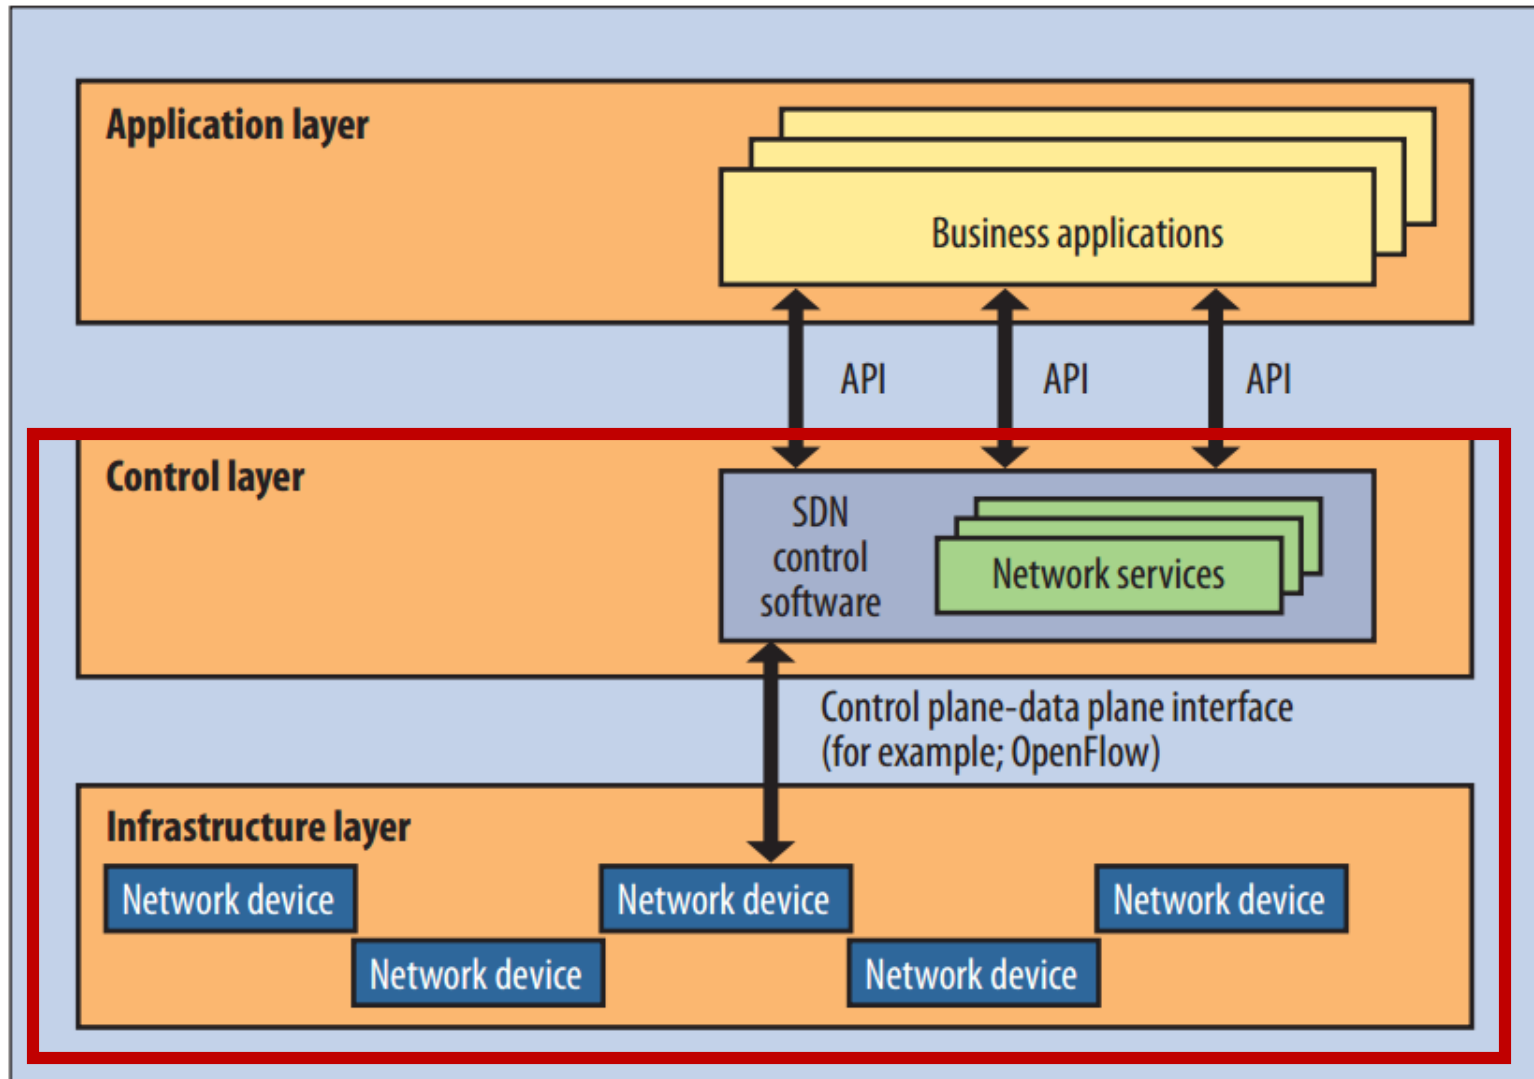 Application layer
Business applications
API
API
API
Control layer
SDN
control
software
Network services
Control plane-data plane interface
(for example; OpenFlow)
Infrastructure layer
Network device
Network device
Network device
Network device
Network device